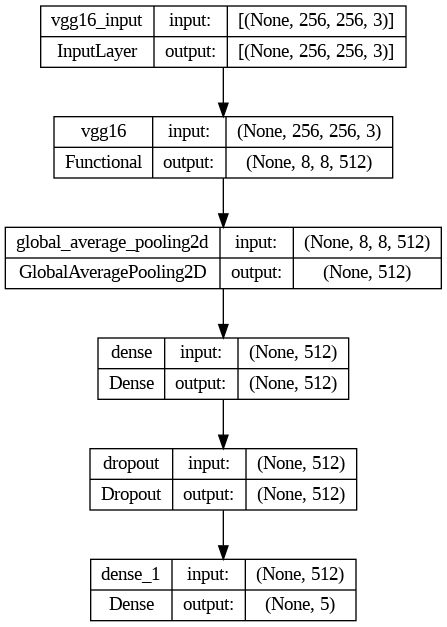 vgg16_input input: [(None, 256, 256, 3)]
InputLayer output: [(None, 256, 256, 3)]
vgg16 input: (None, 256, 256, 3)
Functional output: (None, 8, 8, 512)
global_average_pooling2d input: (None, 8, 8, 512)
GlobalAveragePooling2D output: (None, 512)
dense input: (None, 512)
Dense output: (None, 512)
dropout input: (None, 512)
Dropout output: (None, 512)
dense_1 input: (None, 512)
Dense output: (None, 5)